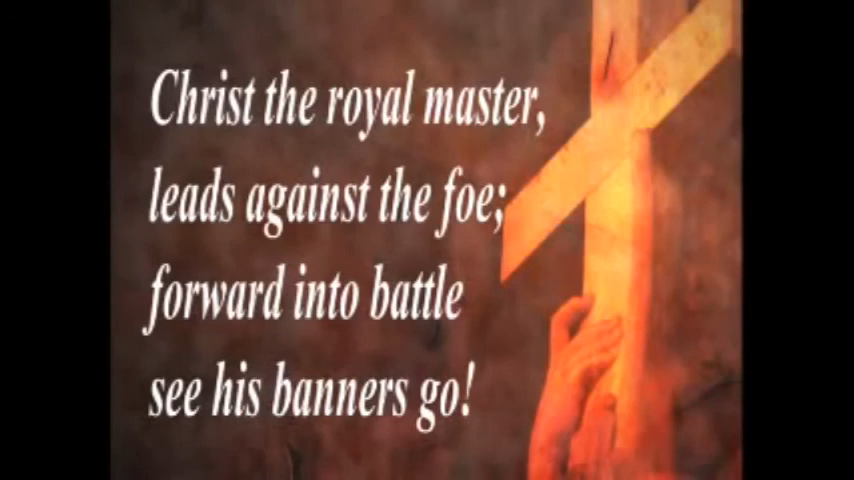 Christ the royal master,
leads against the foe;
forward into battle
see his banners go!